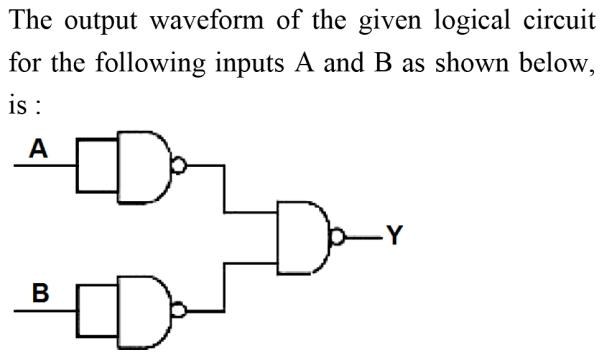 The output waveform of the given logical circuit
for the following inputs A and B as shown below,
is :
A
Y
B